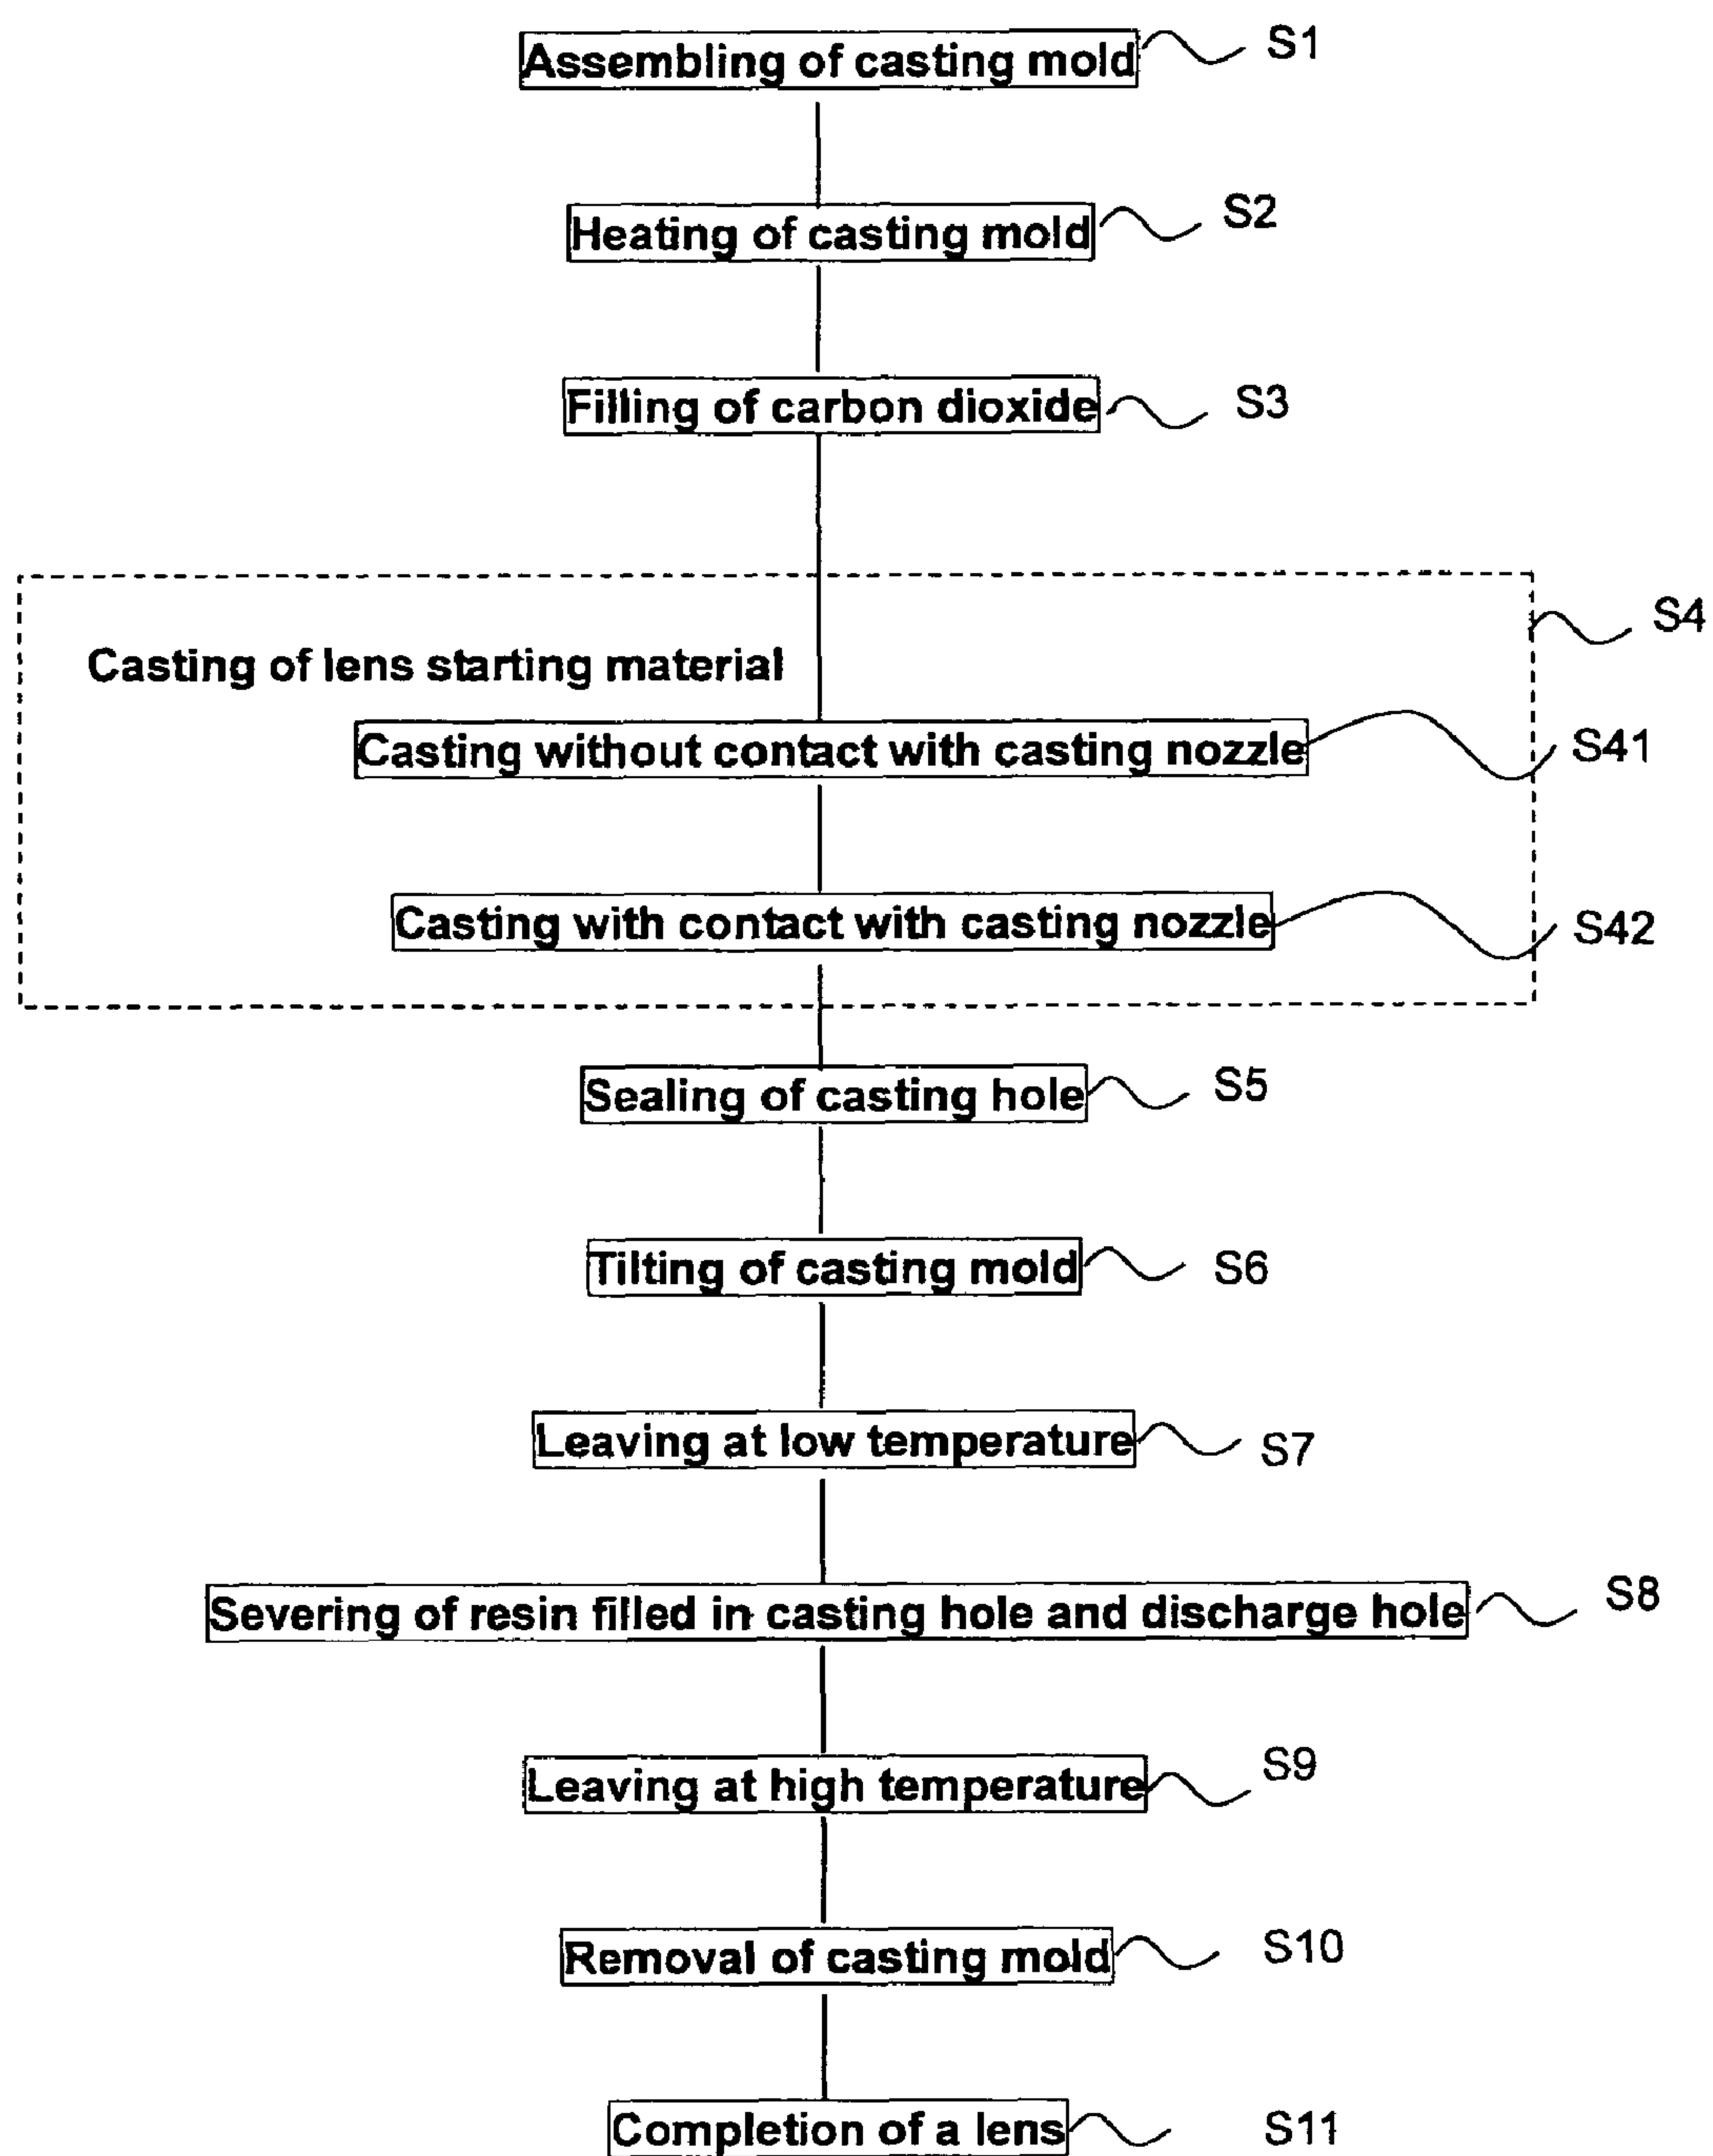 Assembling of casting mold S1
Heating of casting mold S2
Filling of carbon dioxide S3
S4
Casting of lens starting material
Casting without contact with casting nozzle S41
Casting with contact with casting nozzle S42
Sealing of casting hole S5
Tilting of casting mold S6
Leaving at low temperature S7
Severing of resin filled in casting hole and discharge hole S8
Leaving at high temperature S9
Removal of casting mold S10
Completion of a lens S11